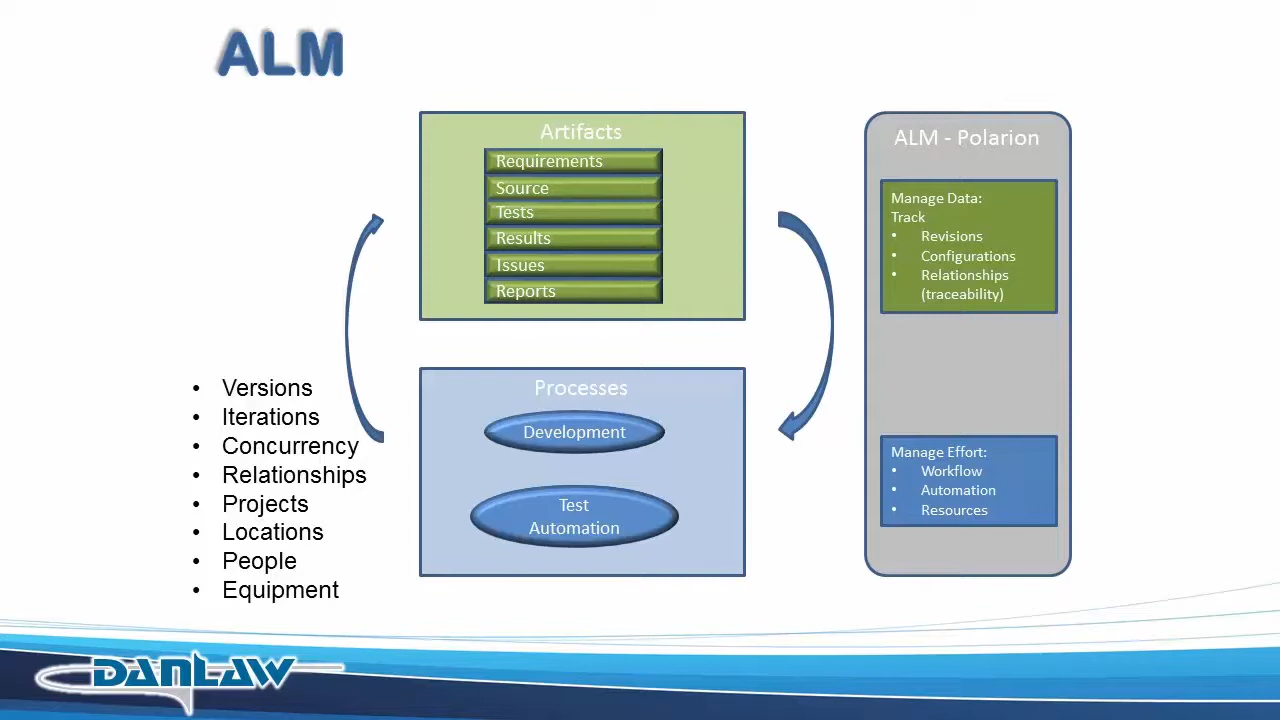 ALM
Artifacts
Requirements
Source
Tests
Results
Issues
Reports
Processes
Development
Test
Automation
• Versions
• Iterations
• Concurrency
• Relationships
• Projects
• Locations
• People
• Equipment
ALM - Polarion
Manage Data:
Track
• Revisions
• Configurations
• Relationships
(traceability)
Manage Effort:
• Workflow
• Automation
• Resources
DANLAW